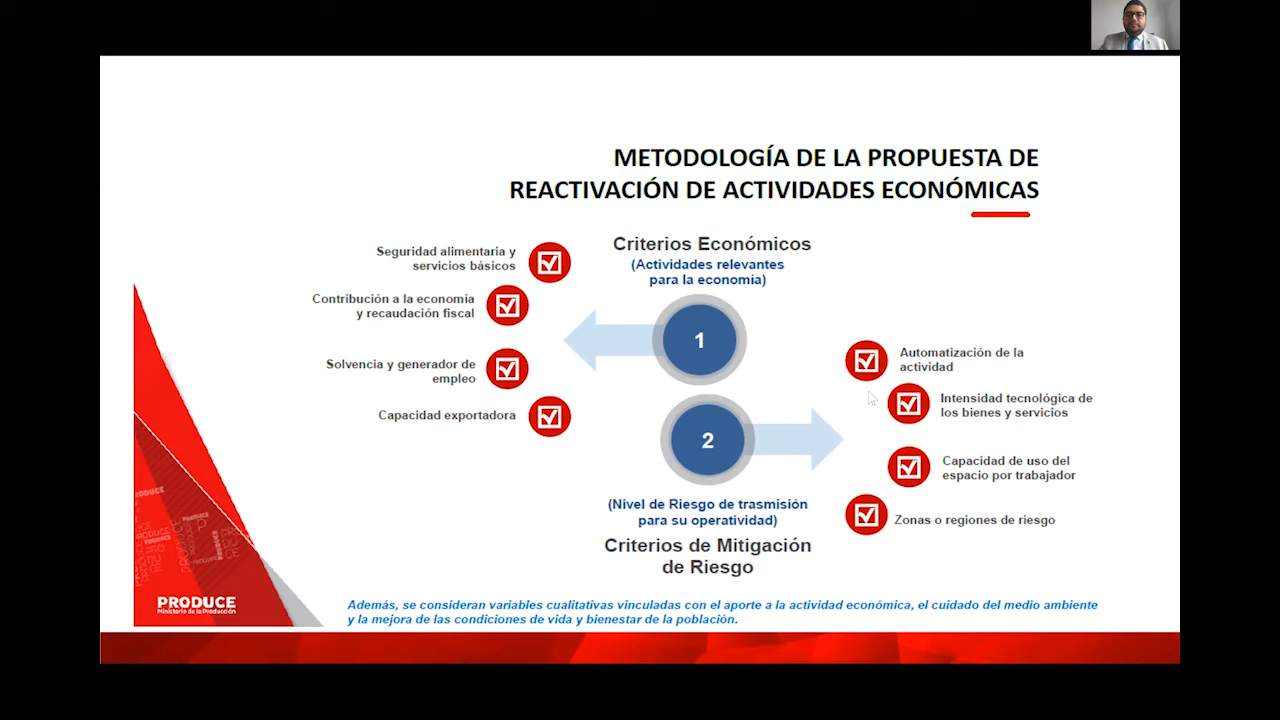 METODOLOGÍA DE LA PROPUESTA DE
REACTIVACIÓN DE ACTIVIDADES ECONÓMICAS
Criterios Económicos
(Actividades relevantes
para la economía)
1
Seguridad alimentaria y
servicios básicos
Contribución a la economía
y recaudación fiscal
Solvencia y generador de
empleo
Capacidad exportadora
2
(Nivel de Riesgo de trasmisión
para su operatividad)
Criterios de Mitigación
de Riesgo
Automatización de la
actividad
Intensidad tecnológica de
los bienes y servicios
Capacidad de uso del
espacio por trabajador
Zonas o regiones de riesgo
PRODUCE
Ministerio de la Producción
Además, se consideran variables cualitativas vinculadas con el aporte a la actividad económica, el cuidado del medio ambiente
y la mejora de las condiciones de vida y bienestar de la población.